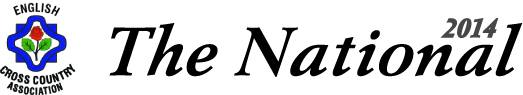 ENGLISH
CROSS COUNTRY
ASSOCIATION
The National
2014